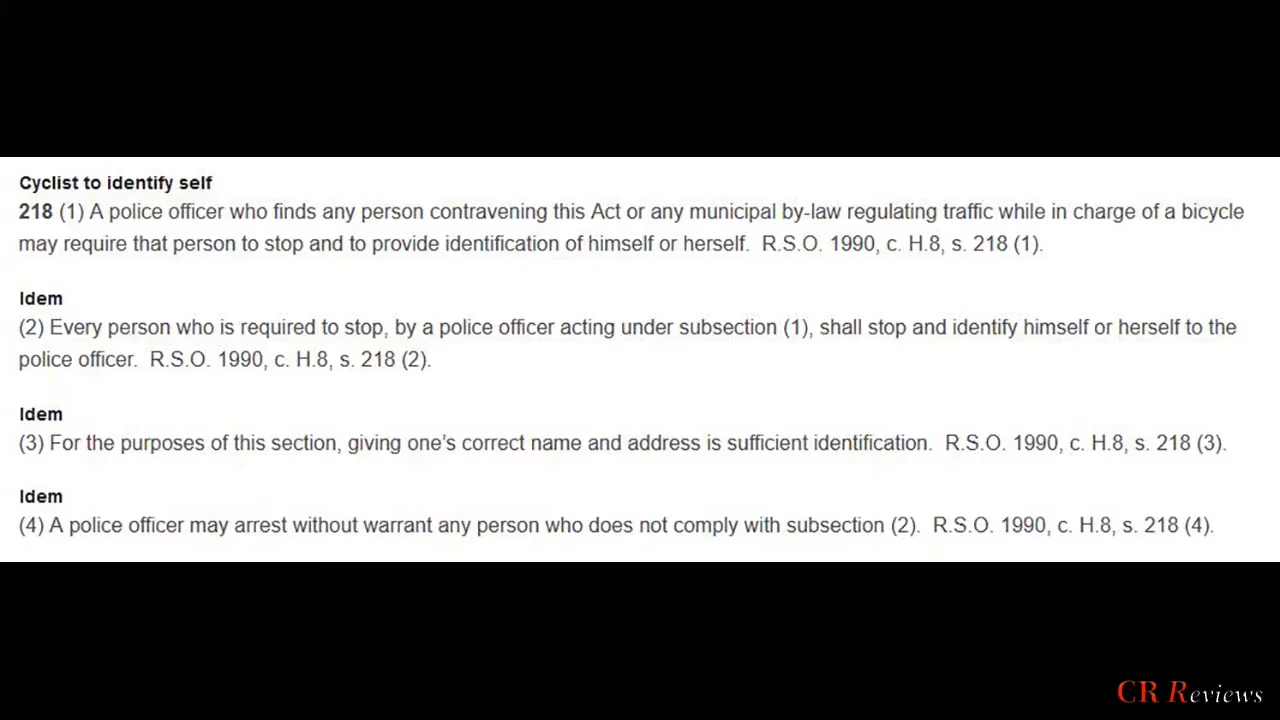 Cyclist to identify self
218 (1) A police officer who finds any person contravening this Act or any municipal by-law regulating traffic while in charge of a bicycle
may require that person to stop and to provide identification of himself or herself.  R.S.O. 1990, c. H.8, s. 218 (1).
Idem
(2) Every person who is required to stop, by a police officer acting under subsection (1), shall stop and identify himself or herself to the
police officer.  R.S.O. 1990, c. H.8, s. 218 (2).
Idem
(3) For the purposes of this section, giving one's correct name and address is sufficient identification.  R.S.O. 1990, c. H.8, s. 218 (3).
Idem
(4) A police officer may arrest without warrant any person who does not comply with subsection (2).  R.S.O. 1990, c. H.8, s. 218 (4).
CR Reviews